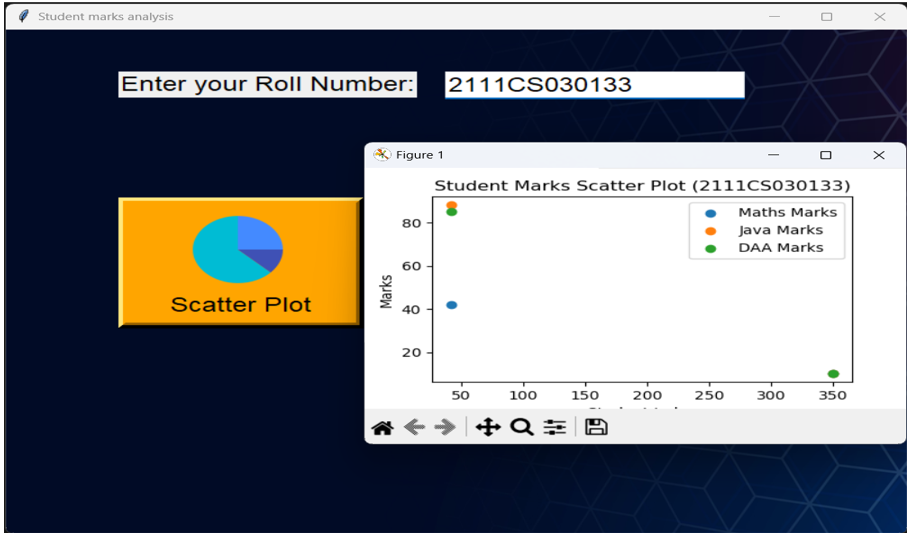 Student marks analysis
Enter your Roll Number: 2111CS030133
Figure 1
Student Marks Scatter Plot (2111CS030133)
Maths Marks
Java Marks
DAA Marks
Marks
80
60
40
20
50 100 150 200 250 300 350
Scatter Plot